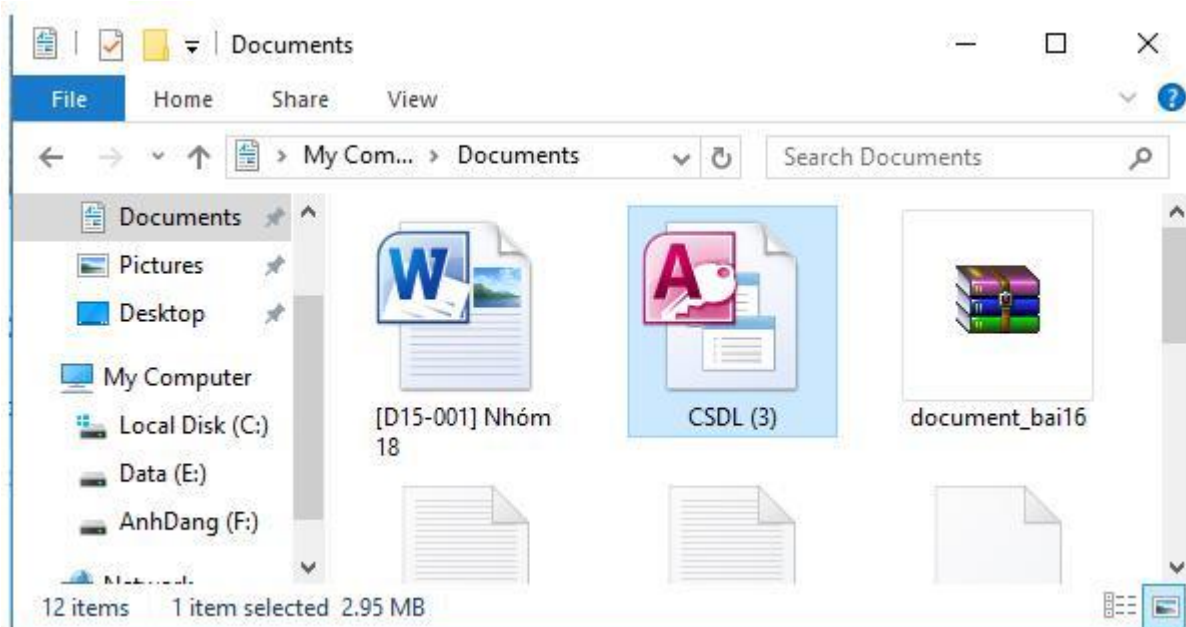 Documents
File Home Share View
My Com... Documents Search Documents
Documents
Pictures
Desktop
My Computer
Local Disk (C:)
Data (E:)
AnhDang (F:)
Network
[D15-001] Nhóm
18
CSDL (3)
document_bai16
12 items 1 item selected 2.95 MB